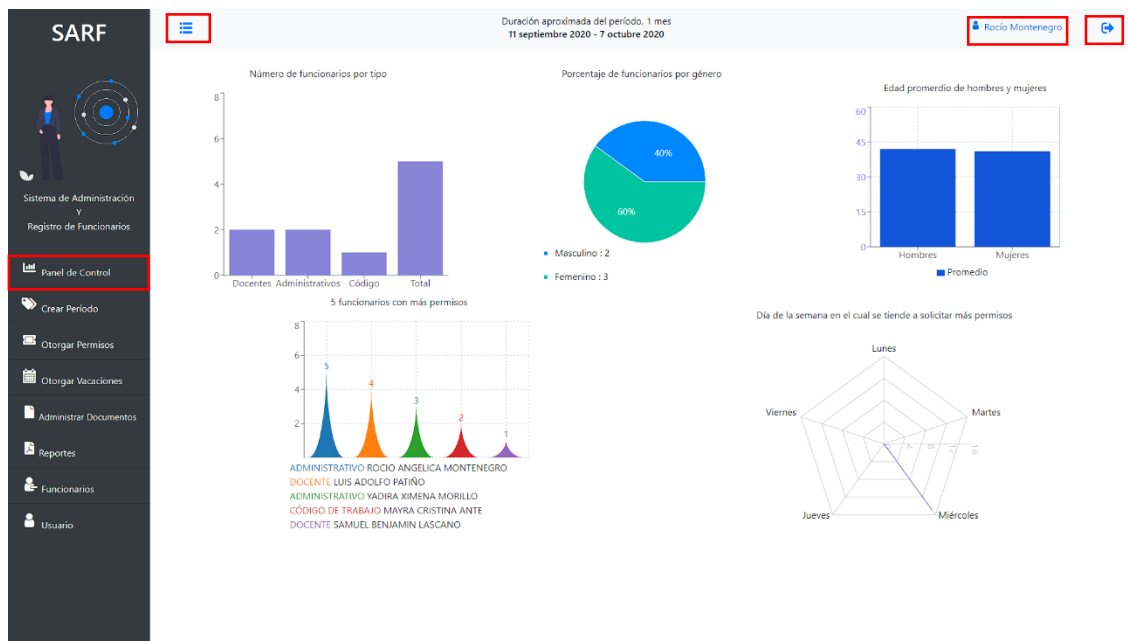 SARF
Sistema de Administración
Y
Registro de Funcionarios
Panel de Control
Crear Período
Otorgar Permisos
Otorgar Vacaciones
Administrar Documentos
Reportes
Funcionarios
Usuario
Duración aproximada del período, 1 mes
11 septiembre 2020 - 7 octubre 2020
Rocío Montenegro
Número de funcionarios por tipo
8
6
4
2
0
Docentes Administrativos Código Total
Porcentaje de funcionarios por género
40%
60%
Masculino : 2
Femenino : 3
Edad promerdio de hombres y mujeres
60
45
30
15
0
Hombres Mujeres
Promedio
5 funcionarios con más permisos
8
6
4
2
5
4
3
2
1
ADMINISTRATIVO ROCIO ANGELICA MONTENEGRO
DOCENTE LUIS ADOLFO PATIÑO
ADMINISTRATIVO YADIRA XIMENA MORILLO
CÓDIGO DE TRABAJO MAYRA CRISTINA ANTE
DOCENTE SAMUEL BENJAMIN LASCANO
Día de la semana en el cual se tiende a solicitar más permisos
Lunes
Viernes Martes
0 4 8 12 16
Jueves Miércoles